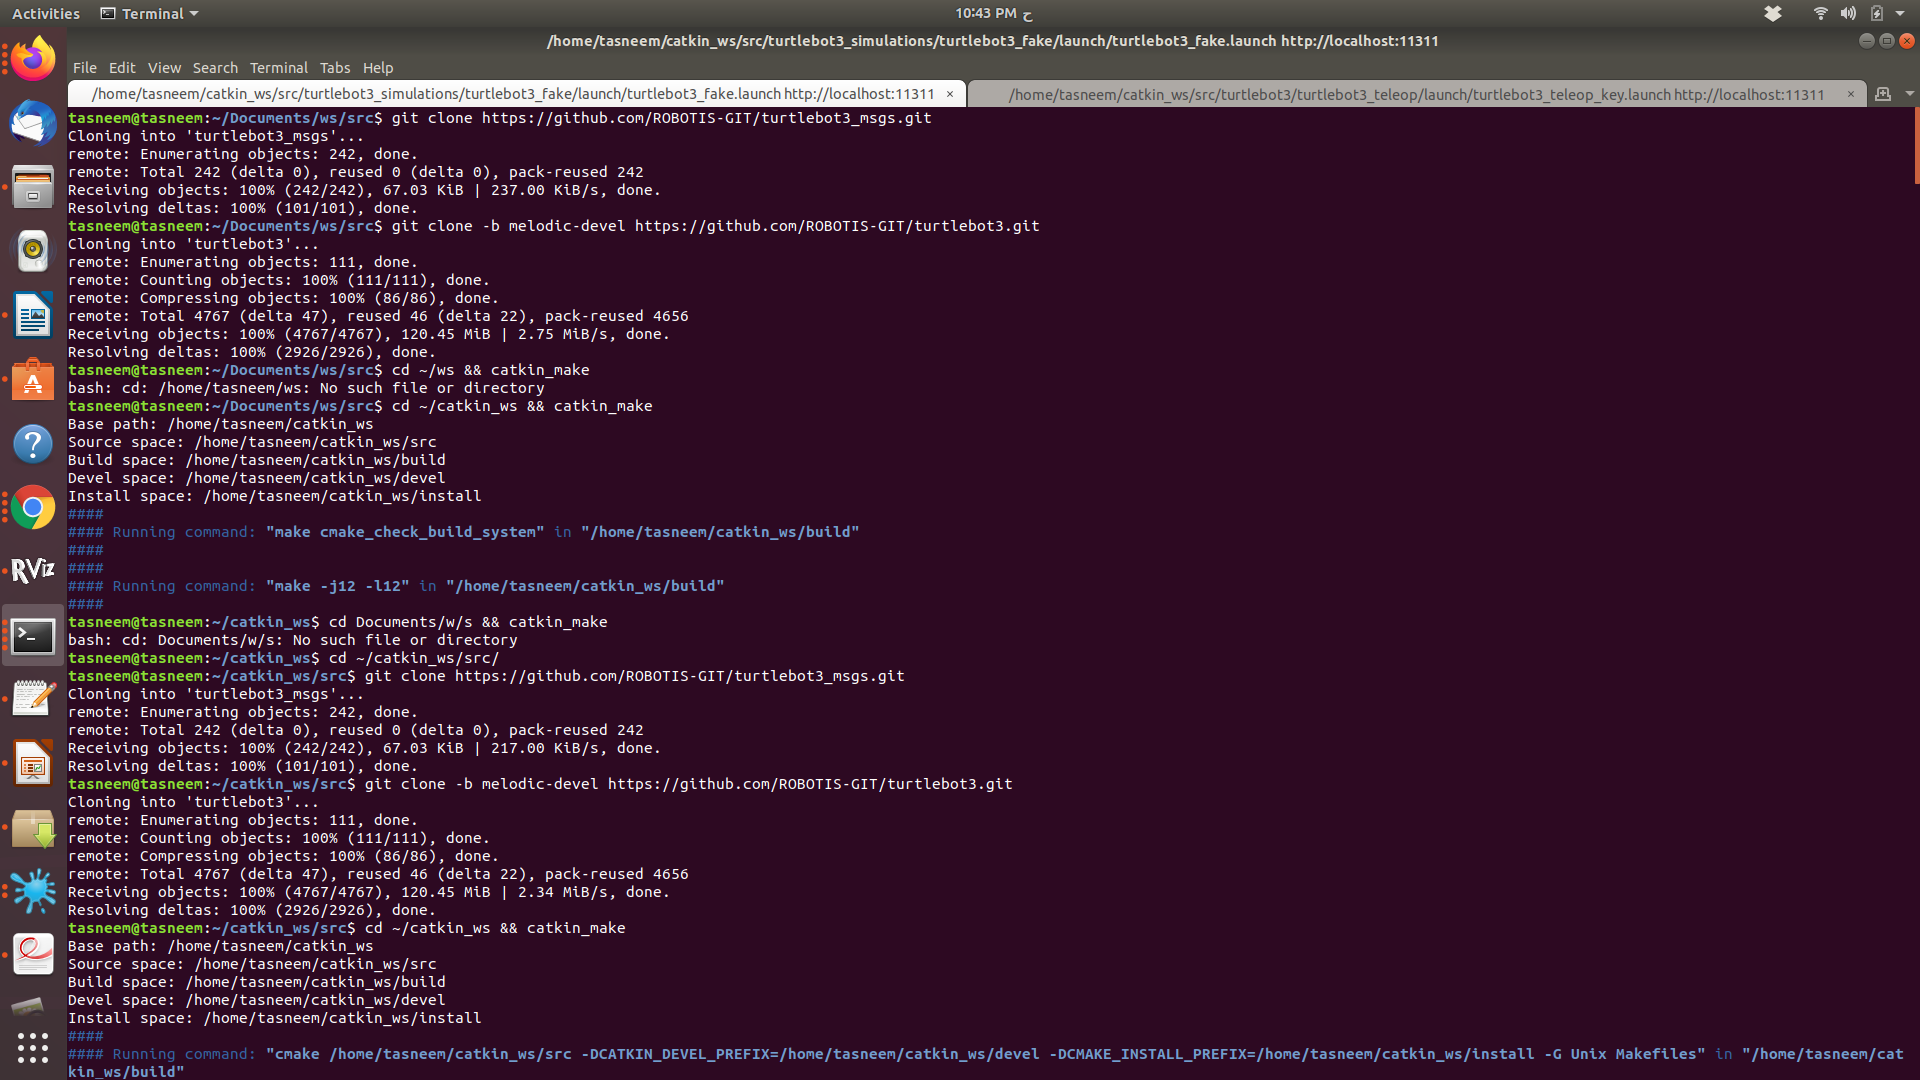 Activities
Terminal
10:43 PM ح
/home/tasneem/catkin_ws/src/turtlebot3_simulations/turtlebot3_fake/launch/turtlebot3_fake.launch http://localhost:11311
File Edit View Search Terminal Tabs Help
/home/tasneem/catkin_ws/src/turtlebot3_simulations/turtlebot3_fake/launch/turtlebot3_fake.launch http://localhost:11311 ×
/home/tasneem/catkin_ws/src/turtlebot3/turtlebot3_teleop/launch/turtlebot3_teleop_key.launch http://localhost:11311 ×
tasneem@tasneem:~/Documents/ws/src$ git clone https://github.com/ROBOTIS-GIT/turtlebot3_msgs.git
Cloning into 'turtlebot3_msgs'...
remote: Enumerating objects: 242, done.
remote: Total 242 (delta 0), reused 0 (delta 0), pack-reused 242
Receiving objects: 100% (242/242), 67.03 KiB | 237.00 KiB/s, done.
Resolving deltas: 100% (101/101), done.
tasneem@tasneem:~/Documents/ws/src$ git clone -b melodic-devel https://github.com/ROBOTIS-GIT/turtlebot3.git
Cloning into 'turtlebot3'...
remote: Enumerating objects: 111, done.
remote: Counting objects: 100% (111/111), done.
remote: Compressing objects: 100% (86/86), done.
remote: Total 4767 (delta 47), reused 46 (delta 22), pack-reused 4656
Receiving objects: 100% (4767/4767), 120.45 MiB | 2.75 MiB/s, done.
Resolving deltas: 100% (2926/2926), done.
tasneem@tasneem:~/Documents/ws/src$ cd ~/ws && catkin_make
bash: cd: /home/tasneem/ws: No such file or directory
tasneem@tasneem:~/Documents/ws/src$ cd ~/catkin_ws && catkin_make
Base path: /home/tasneem/catkin_ws
Source space: /home/tasneem/catkin_ws/src
Build space: /home/tasneem/catkin_ws/build
Devel space: /home/tasneem/catkin_ws/devel
Install space: /home/tasneem/catkin_ws/install
####
#### Running command: "make cmake_check_build_system" in "/home/tasneem/catkin_ws/build"
####
####
#### Running command: "make -j12 -l12" in "/home/tasneem/catkin_ws/build"
####
tasneem@tasneem:~/catkin_ws$ cd Documents/w/s && catkin_make
bash: cd: Documents/w/s: No such file or directory
tasneem@tasneem:~/catkin_ws$ cd ~/catkin_ws/src/
tasneem@tasneem:~/catkin_ws/src$ git clone https://github.com/ROBOTIS-GIT/turtlebot3_msgs.git
Cloning into 'turtlebot3_msgs'...
remote: Enumerating objects: 242, done.
remote: Total 242 (delta 0), reused 0 (delta 0), pack-reused 242
Receiving objects: 100% (242/242), 67.03 KiB | 217.00 KiB/s, done.
Resolving deltas: 100% (101/101), done.
tasneem@tasneem:~/catkin_ws/src$ git clone -b melodic-devel https://github.com/ROBOTIS-GIT/turtlebot3.git
Cloning into 'turtlebot3'...
remote: Enumerating objects: 111, done.
remote: Counting objects: 100% (111/111), done.
remote: Compressing objects: 100% (86/86), done.
remote: Total 4767 (delta 47), reused 46 (delta 22), pack-reused 4656
Receiving objects: 100% (4767/4767), 120.45 MiB | 2.34 MiB/s, done.
Resolving deltas: 100% (2926/2926), done.
tasneem@tasneem:~/catkin_ws/src$ cd ~/catkin_ws && catkin_make
Base path: /home/tasneem/catkin_ws
Source space: /home/tasneem/catkin_ws/src
Build space: /home/tasneem/catkin_ws/build
Devel space: /home/tasneem/catkin_ws/devel
Install space: /home/tasneem/catkin_ws/install
####
#### Running command: "cmake /home/tasneem/catkin_ws/src -DCATKIN_DEVEL_PREFIX=/home/tasneem/catkin_ws/devel -DCMAKE_INSTALL_PREFIX=/home/tasneem/catkin_ws/install -G Unix Makefiles" in "/home/tasneem/cat
kin_ws/build"
RViz